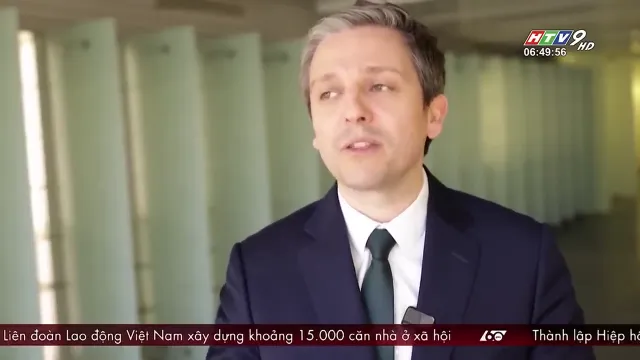 HTV9 HD
06:49:56
Liên đoàn Lao động Việt Nam xây dựng khoảng 15.000 căn nhà ở xã hội 60 Thành lập Hiệp h